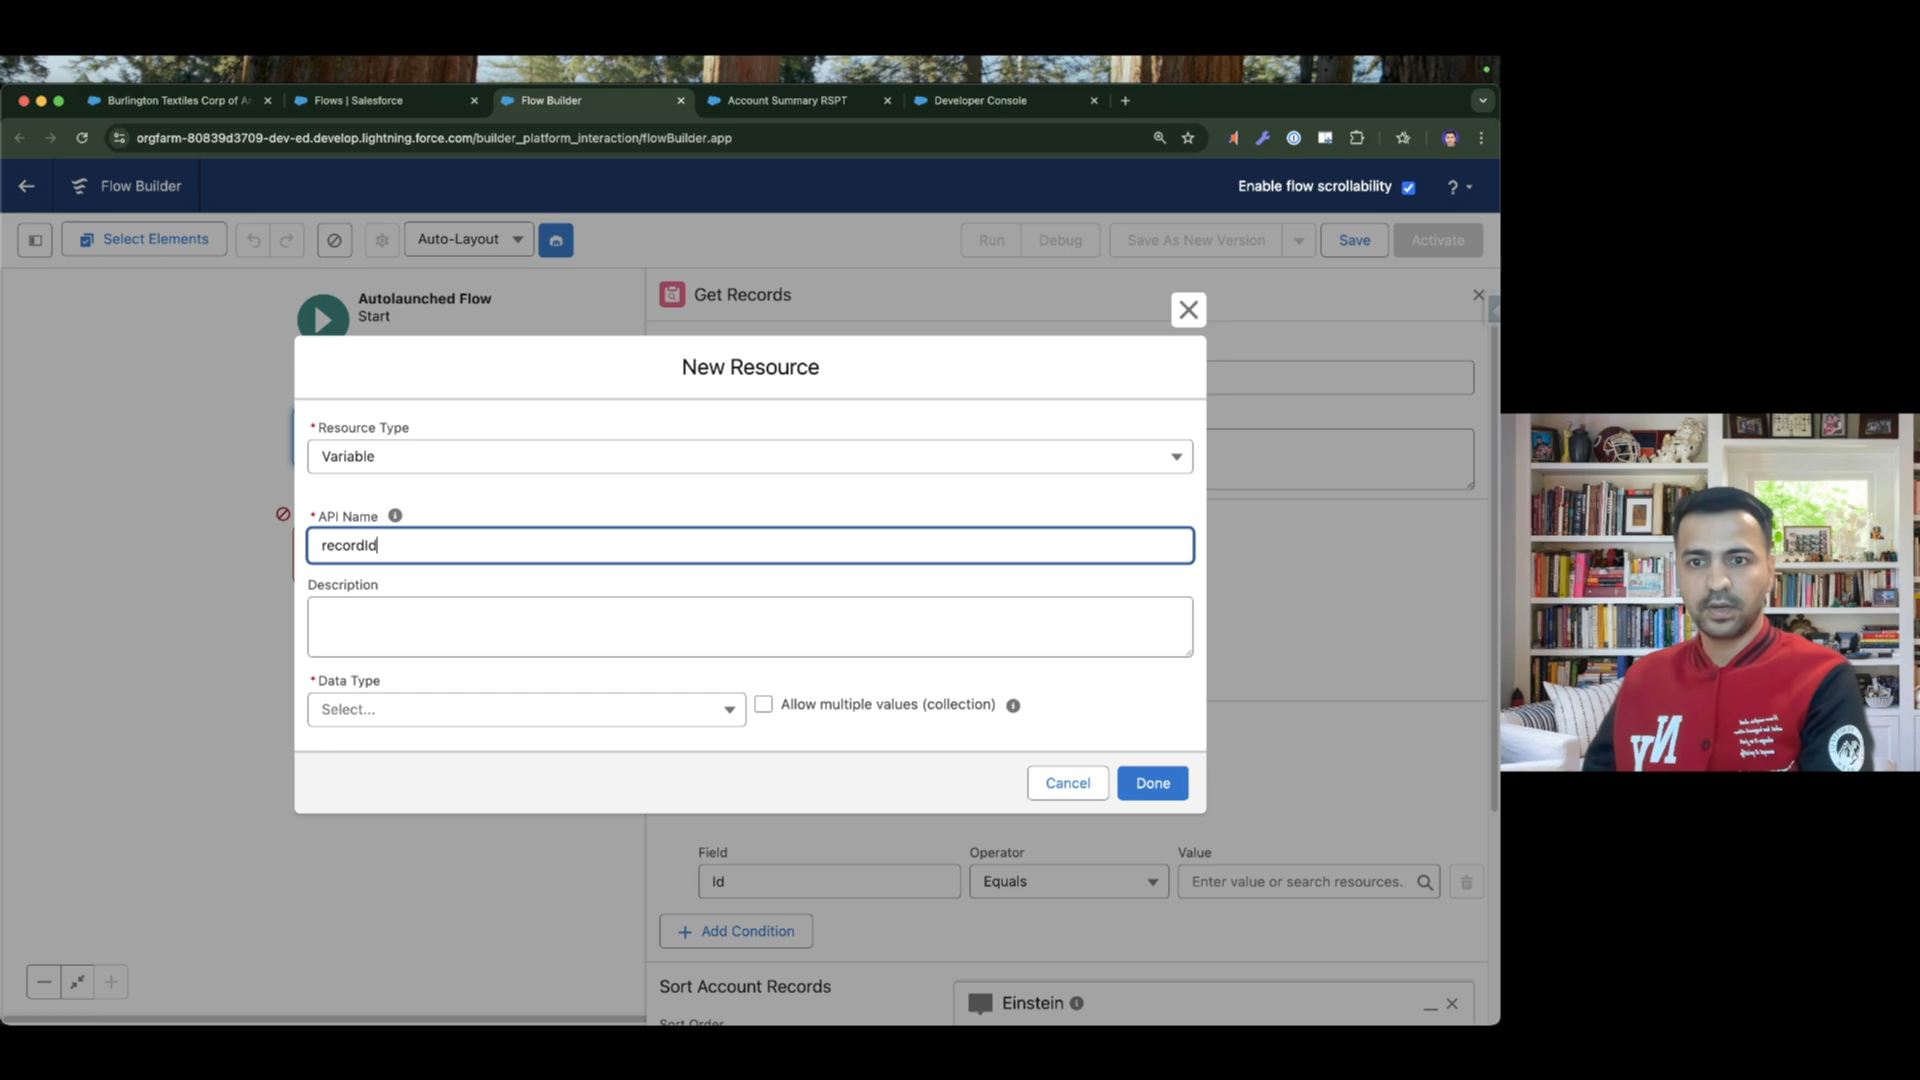 Burlington Textiles Corp of A
Flows | Salesforce
Flow Builder
Account Summary RSPT
Developer Console
orgfarm-80839d3709-dev-ed.develop.lightning.force.com/builder_platform_interaction/flowBuilder.app
Flow Builder
Enable flow scrollability
?
Select Elements
Auto-Layout
Run
Debug
Save As New Version
Save
Activate
Autolaunched Flow
Start
Get Records
New Resource
* Resource Type
Variable
* API Name
recordId
Description
* Data Type
Select...
Allow multiple values (collection)
Cancel
Done
Field
Operator
Value
Id
Equals
Enter value or search resources.
Add Condition
Sort Account Records
Sort Order
Einstein
NY